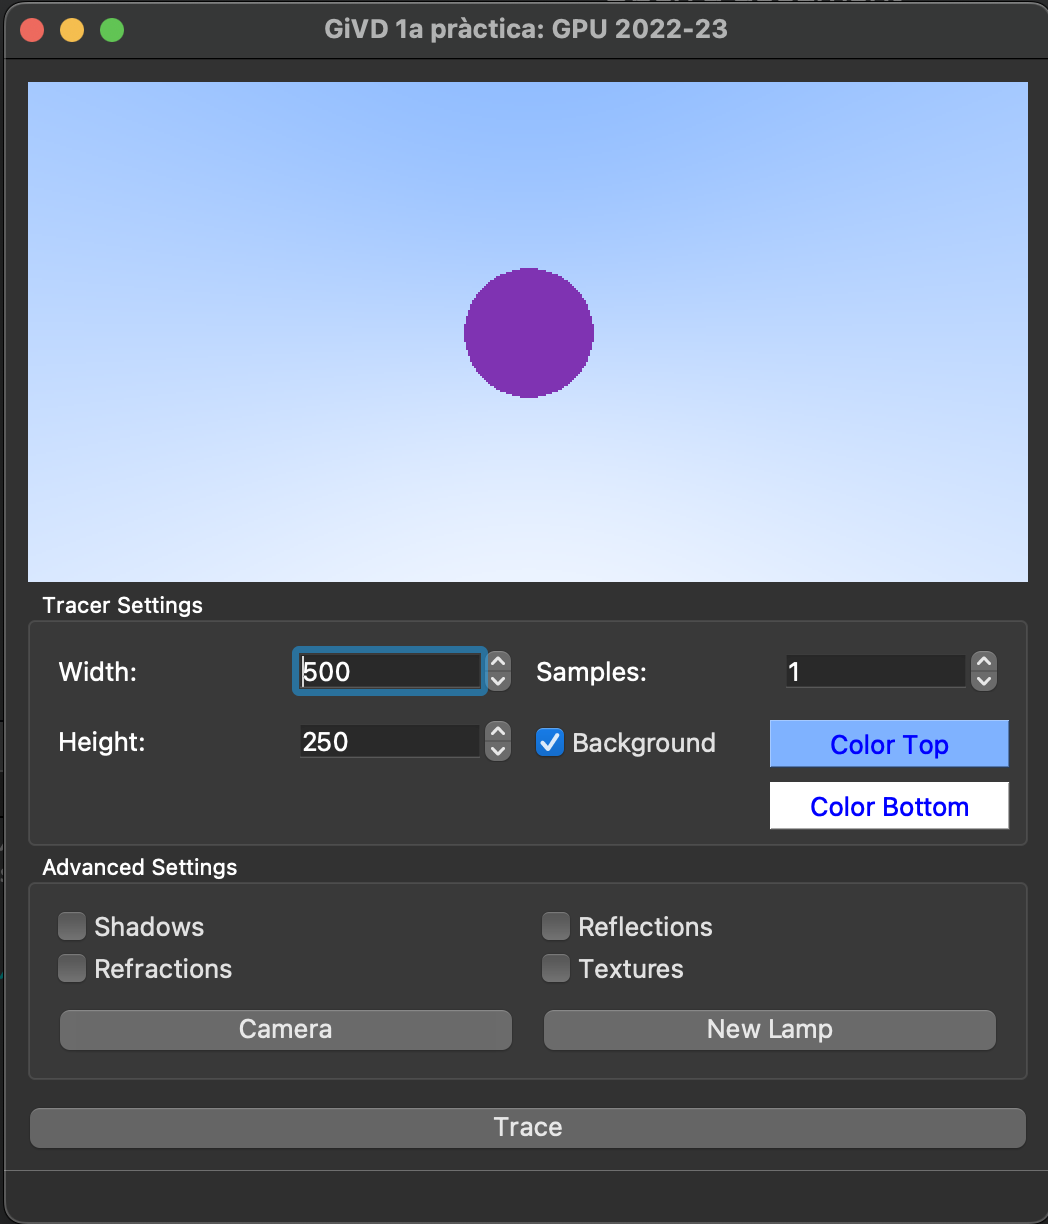 GiVD 1a pràctica: GPU 2022-23
Tracer Settings
Width:
500
Samples:
1
Height:
250
Background
Color Top
Color Bottom
Advanced Settings
Shadows
Reflections
Refractions
Textures
Camera
New Lamp
Trace